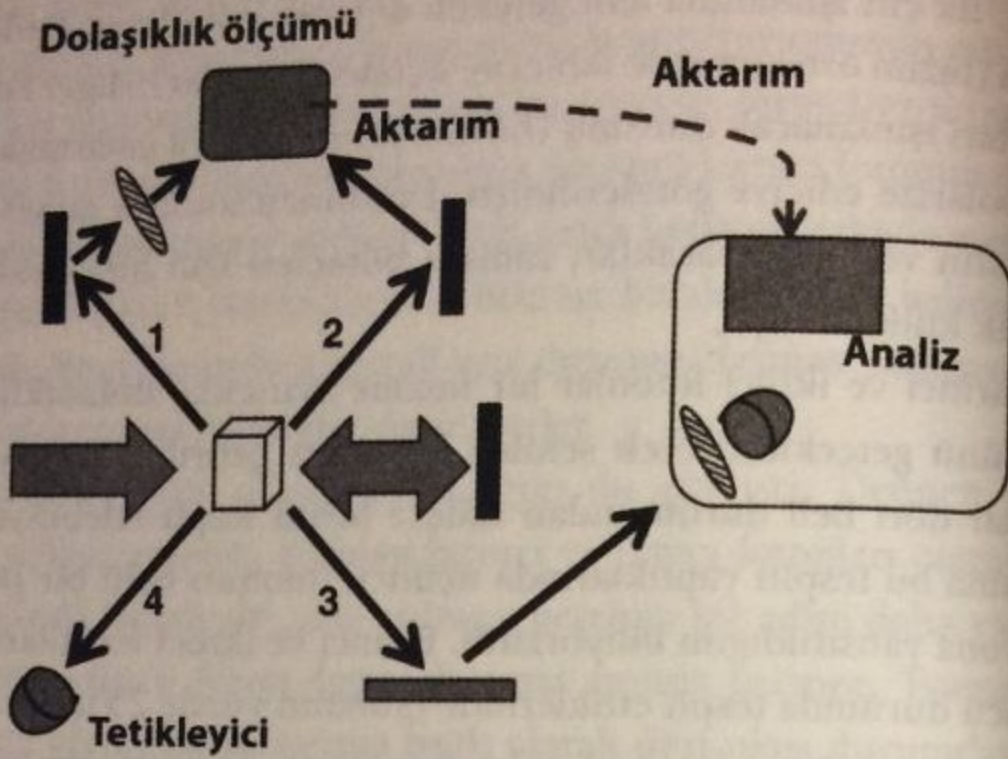 Dolaşıklık ölçümü
Aktarım
Aktarım
1
2
Analiz
4
3
Tetikleyici